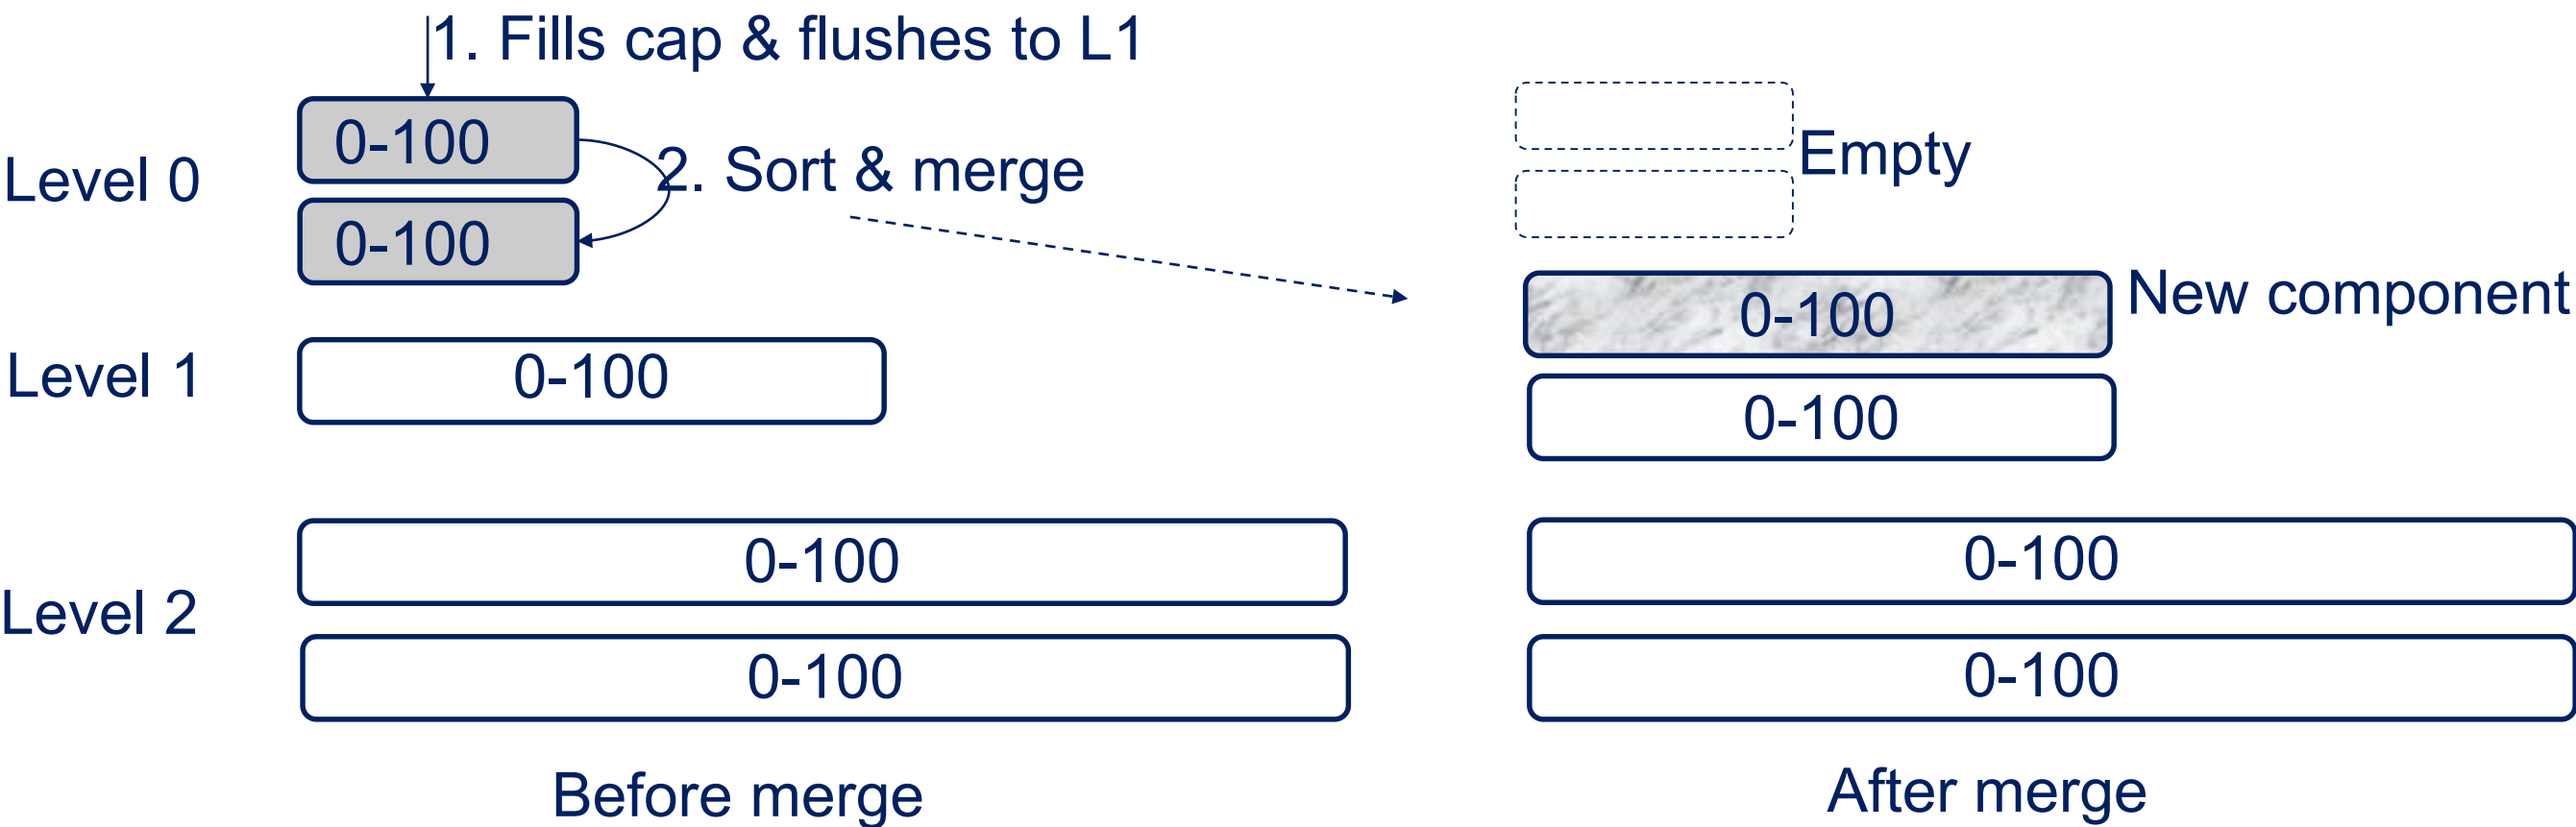 1. Fills cap & flushes to L1
Level 0
0-100
0-100
2. Sort & merge
Level 1
0-100
Level 2
0-100
0-100
Before merge
Empty
0-100
New component
0-100
0-100
0-100
After merge